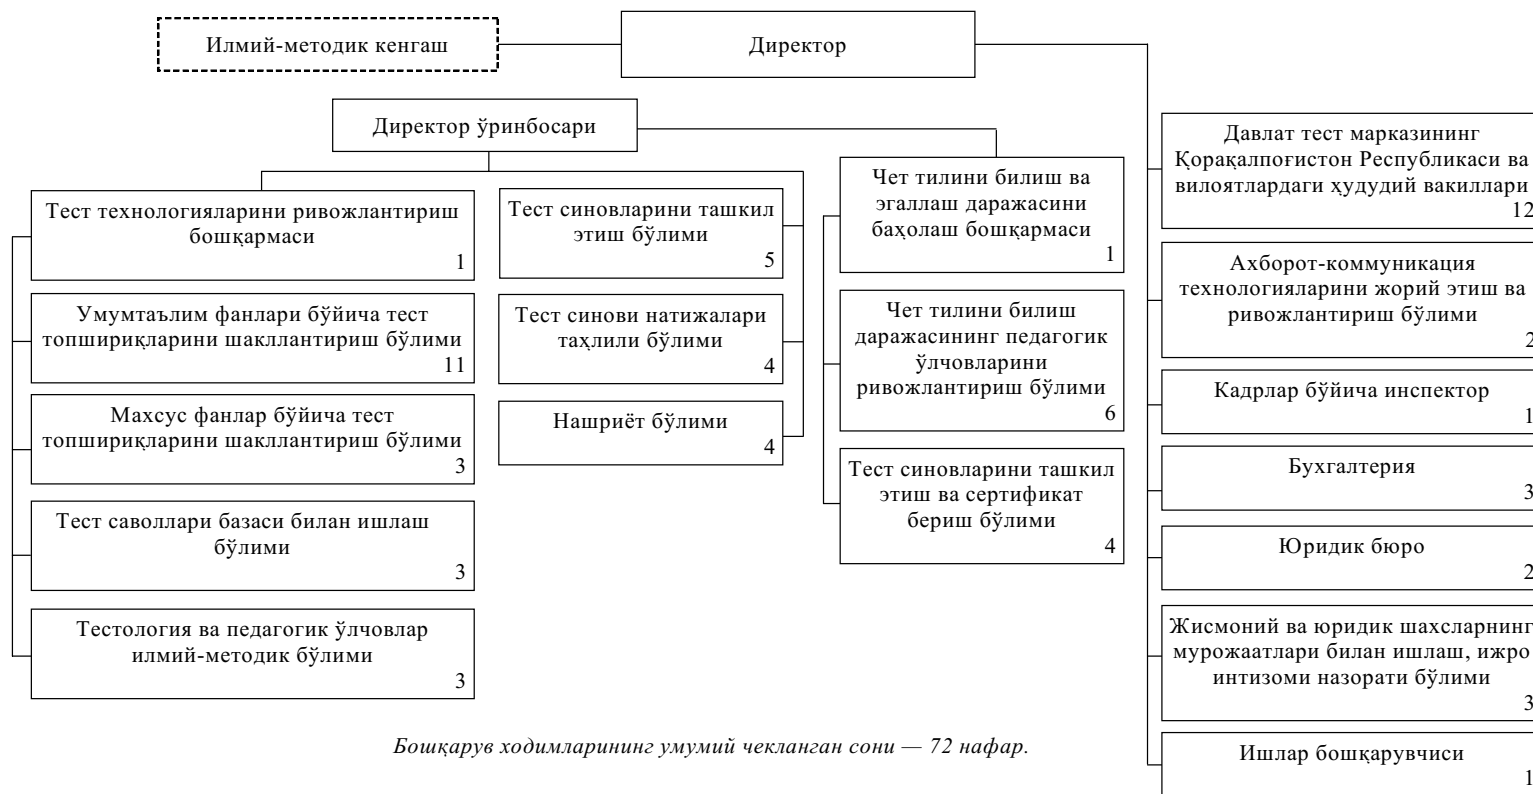 Илмий-методик кенгаш
Директор
Директор ўринбосари
Тест технологияларини ривожлантириш
бошқармаси
1
Умумтаълим фанлари бўйича тест
топшириқларини шакллантириш бўлими
11
Махсус фанлар бўйича тест
топшириқларини шакллантириш бўлими
3
Тест саволлари базаси билан ишлаш
бўлими
3
Тестология ва педагогик ўлчовлар
илмий-методик бўлими
3
Тест синовларини ташкил
этиш бўлими
5
Тест синови натижалари
таҳлили бўлими
4
Нашриёт бўлими
4
Чет тилини билиш ва
эгаллаш даражасини
баҳолаш бошқармаси
1
Чет тилини билиш
даражасининг педагогик
ўлчовларини
ривожлантириш бўлими
6
Тест синовларини ташкил
этиш ва сертификат
бериш бўлими
4
Давлат тест марказининг
Қорақалпоғистон Республикаси ва
вилоятлардаги ҳудудий вакиллари
12
Ахборот-коммуникация
технологияларини жорий этиш ва
ривожлантириш бўлими
2
Кадрлар бўйича инспектор
1
Бухгалтерия
3
Юридик бюро
2
Жисмоний ва юридик шахсларнинг
мурожаатлари билан ишлаш, ижро
интизоми назорати бўлими
3
Ишлар бошқарувчиси
1
Бошқарув ходимларининг умумий чекланган сони — 72 нафар.